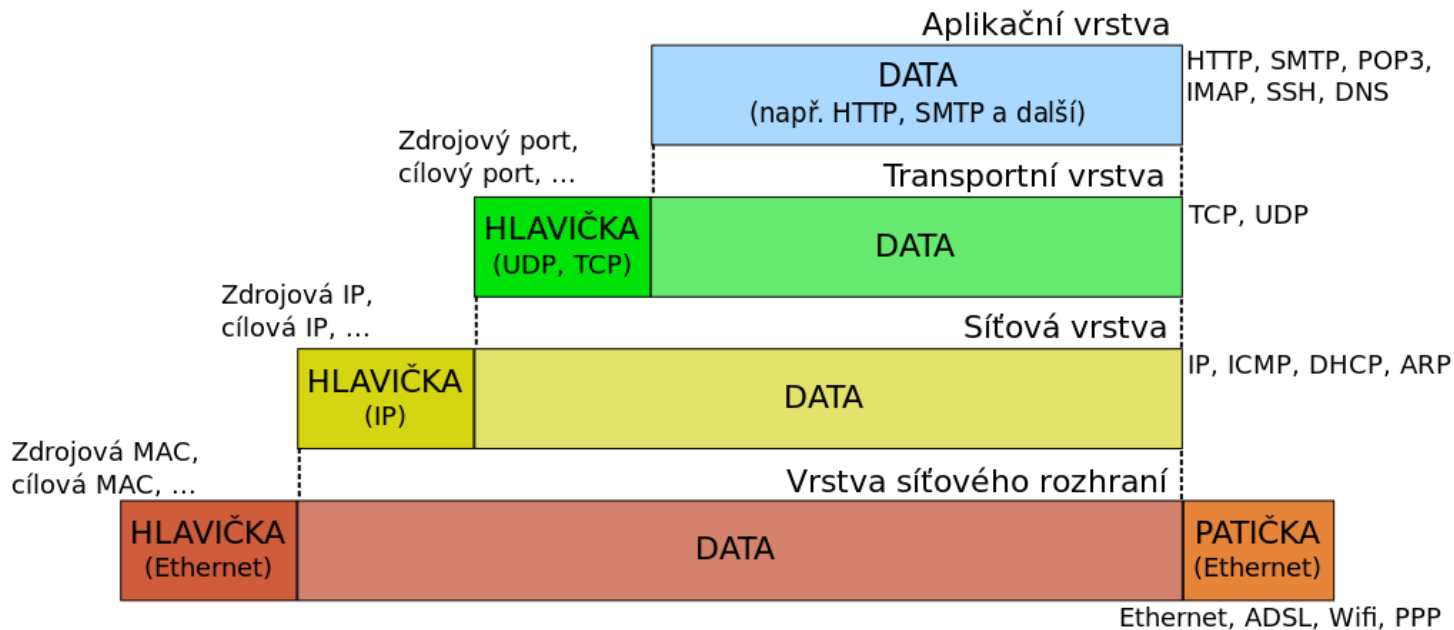 Aplikační vrstva
DATA
(např. HTTP, SMTP a další)
HTTP, SMTP, POP3,
IMAP, SSH, DNS
Zdrojový port,
cílový port, ...
Transportní vrstva
HLAVIČKA
(UDP, TCP)
DATA
TCP, UDP
Zdrojová IP,
cílová IP, ...
Síťová vrstva
HLAVIČKA
(IP)
DATA
IP, ICMP, DHCP, ARP
Zdrojová MAC,
cílová MAC, ...
Vrstva síťového rozhraní
HLAVIČKA
(Ethernet)
DATA
PATIČKA
(Ethernet)
Ethernet, ADSL, Wifi, PPP